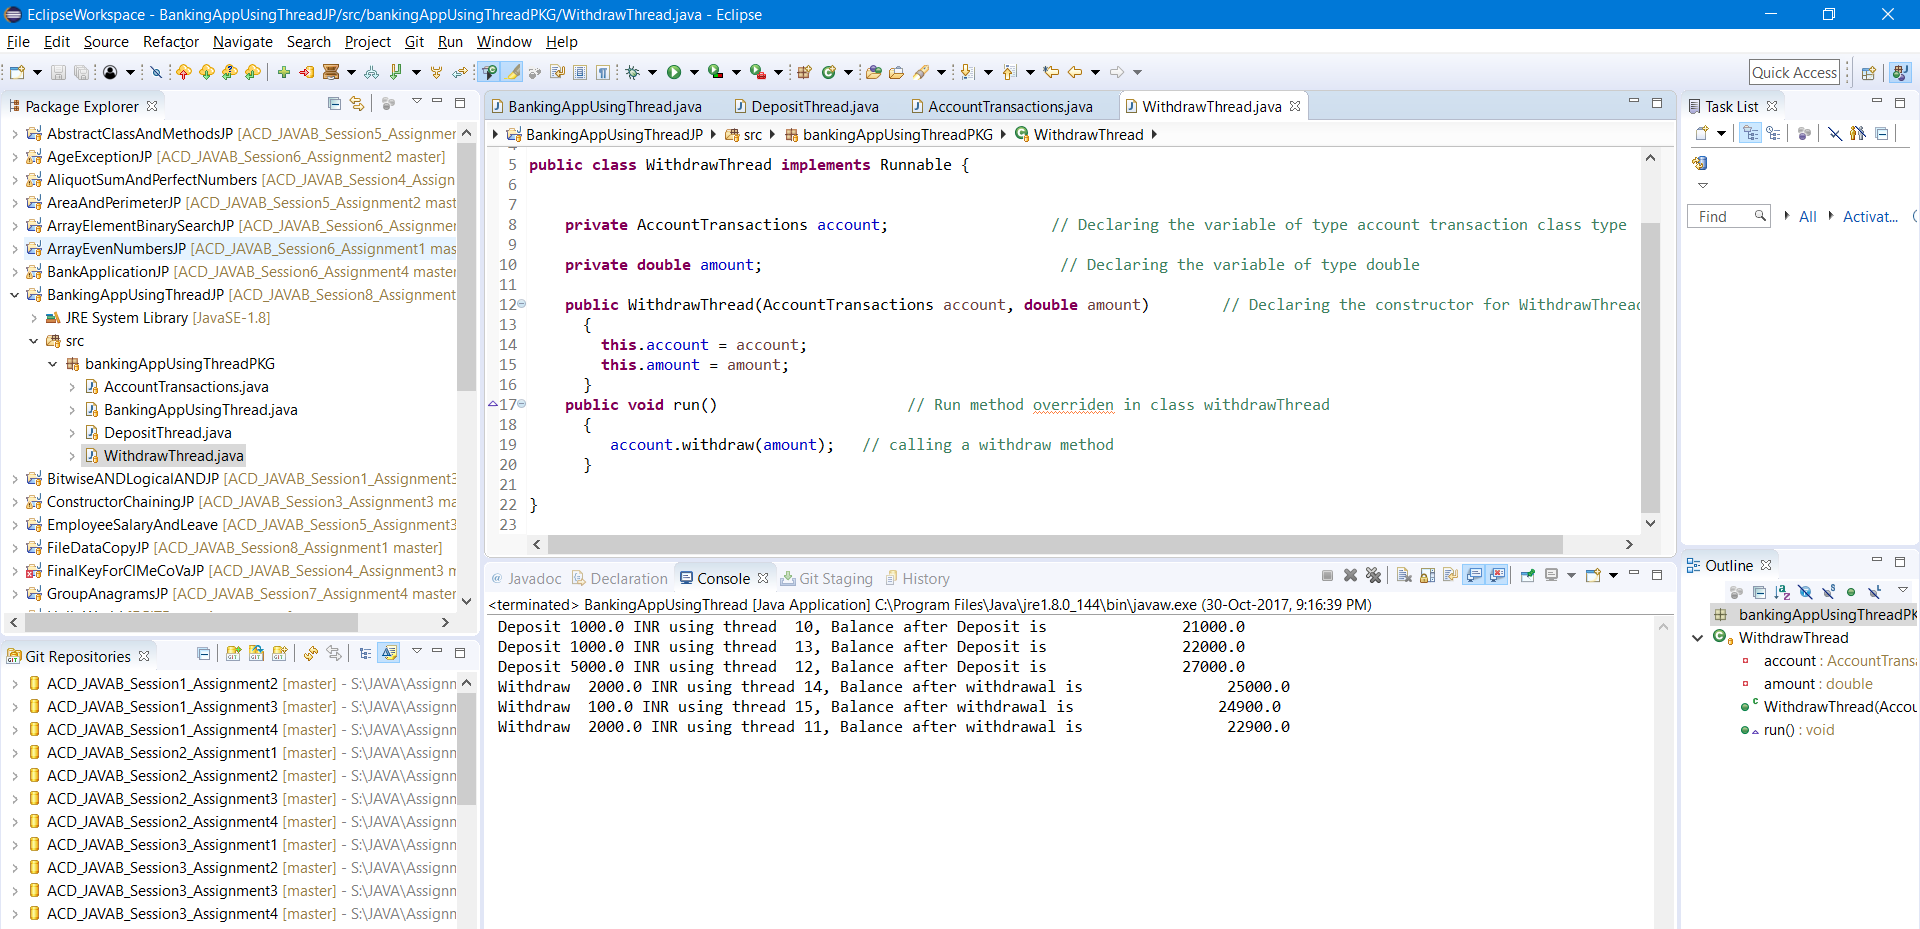 EclipseWorkspace - BankingAppUsingThreadJP/src/bankingAppUsingThreadPKG/WithdrawThread.java - Eclipse
File Edit Source Refactor Navigate Search Project Git Run Window Help
Quick Access
Package Explorer
AbstractClassAndMethodsJP [ACD_JAVAB_Session5_Assignmer
AgeExceptionJP [ACD_JAVAB_Session6_Assignment2 master]
AliquotSumAndPerfectNumbers [ACD_JAVAB_Session4_Assign
AreaAndPerimeterJP [ACD_JAVAB_Session5_Assignment2 mast
ArrayElementBinarySearchJP [ACD_JAVAB_Session6_Assignmer
ArrayEvenNumbersJP [ACD_JAVAB_Session6_Assignment1 mas
BankApplicationJP [ACD_JAVAB_Session6_Assignment4 master
BankingAppUsingThreadJP [ACD_JAVAB_Session8_Assignment
JRE System Library [JavaSE-1.8]
src
bankingAppUsingThreadPKG
AccountTransactions.java
BankingAppUsingThread.java
DepositThread.java
WithdrawThread.java
BitwiseANDLogicalANDJP [ACD_JAVAB_Session1_Assignment3
ConstructorChainingJP [ACD_JAVAB_Session3_Assignment3 ma
EmployeeSalaryAndLeave [ACD_JAVAB_Session5_Assignment3
FileDataCopyJP [ACD_JAVAB_Session8_Assignment1 master]
FinalKeyForClMeCoVaJP [ACD_JAVAB_Session4_Assignment3 m
GroupAnagramsJP [ACD_JAVAB_Session7_Assignment4 master
Git Repositories
ACD_JAVAB_Session1_Assignment2 [master] - S:\JAVA\Assignn
ACD_JAVAB_Session1_Assignment3 [master] - S:\JAVA\Assignn
ACD_JAVAB_Session1_Assignment4 [master] - S:\JAVA\Assignn
ACD_JAVAB_Session2_Assignment1 [master] - S:\JAVA\Assignn
ACD_JAVAB_Session2_Assignment2 [master] - S:\JAVA\Assignn
ACD_JAVAB_Session2_Assignment3 [master] - S:\JAVA\Assignn
ACD_JAVAB_Session2_Assignment4 [master] - S:\JAVA\Assignn
ACD_JAVAB_Session3_Assignment1 [master] - S:\JAVA\Assignn
ACD_JAVAB_Session3_Assignment2 [master] - S:\JAVA\Assignn
ACD_JAVAB_Session3_Assignment3 [master] - S:\JAVA\Assignn
ACD_JAVAB_Session3_Assignment4 [master] - S:\JAVA\Assignn
BankingAppUsingThread.java DepositThread.java AccountTransactions.java WithdrawThread.java
BankingAppUsingThreadJP src bankingAppUsingThreadPKG WithdrawThread
5 public class WithdrawThread implements Runnable {
6
7
8 private AccountTransactions account; // Declaring the variable of type account transaction class type
9
10 private double amount; // Declaring the variable of type double
11
12 public WithdrawThread(AccountTransactions account, double amount) // Declaring the constructor for WithdrawThread
13 {
14 this.account = account;
15 this.amount = amount;
16 }
17 public void run() // Run method overriden in class withdrawThread
18 {
19 account.withdraw(amount); // calling a withdraw method
20 }
21
22 }
23
Javadoc Declaration Console Git Staging History
<terminated> BankingAppUsingThread [Java Application] C:\Program Files\Java\jre1.8.0_144\bin\javaw.exe (30-Oct-2017, 9:16:39 PM)
Deposit 1000.0 INR using thread 10, Balance after Deposit is 21000.0
Deposit 1000.0 INR using thread 13, Balance after Deposit is 22000.0
Deposit 5000.0 INR using thread 12, Balance after Deposit is 27000.0
Withdraw 2000.0 INR using thread 14, Balance after withdrawal is 25000.0
Withdraw 100.0 INR using thread 15, Balance after withdrawal is 24900.0
Withdraw 2000.0 INR using thread 11, Balance after withdrawal is 22900.0
Task List
Find All Activat...
Outline
bankingAppUsingThreadPK
WithdrawThread
account : AccountTransa
amount : double
WithdrawThread(Accou
run() : void